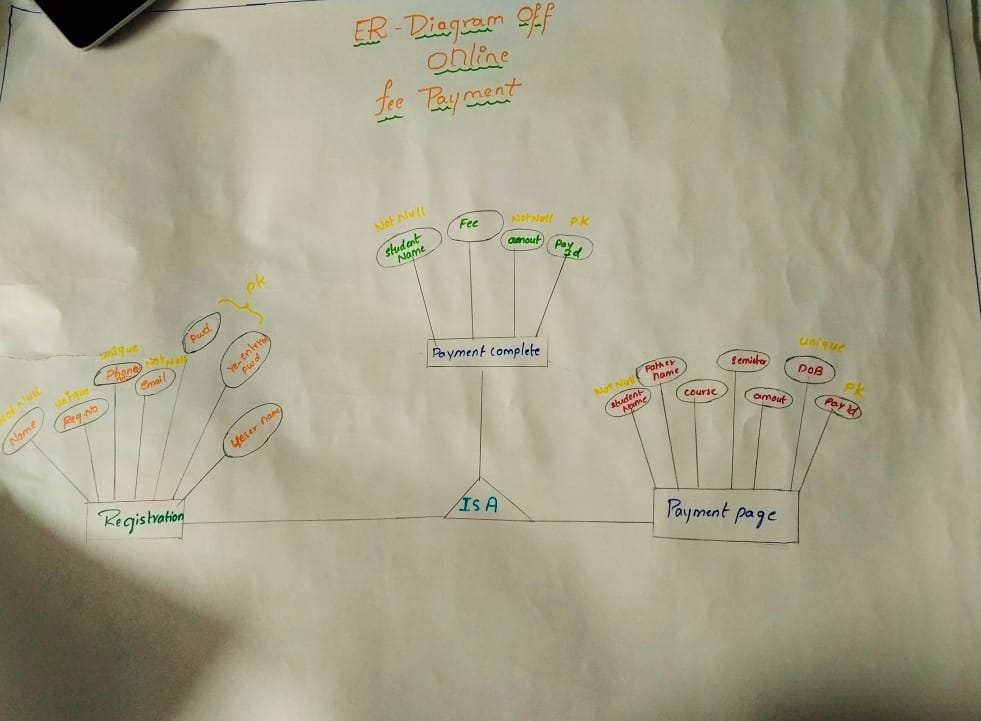 ER-Diagram Off
Online
fee Payment
Not Null
Student
Name
Fee
Not Null
amout
PK
Pay
Id
Payment complete
Not Null
Name
unique
Reg.No
unique
Phone
Not Null
email
pwd
PK
re-entered
pwd
yeser name
Registration
IsA
Not Null
Student
Name
Father
name
course
Semister
amout
unique
DOB
PK
Pay id
Payment page